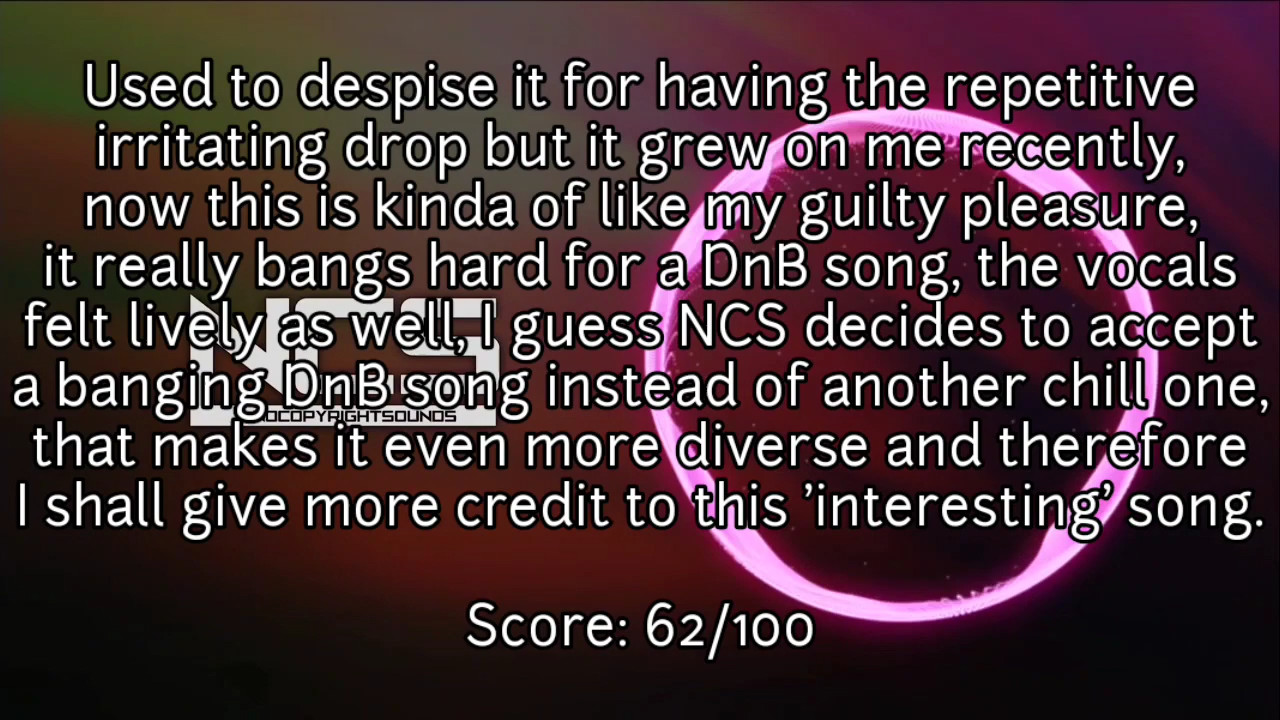 Used to despise it for having the repetitive
irritating drop but it grew on me recently,
now this is kinda of like my guilty pleasure,
it really bangs hard for a DnB song, the vocals
felt lively as well, I guess NCS decides to accept
a banging DnB song instead of another chill one,
that makes it even more diverse and therefore
I shall give more credit to this 'interesting' song.
NCS
NOCOPYRIGHTSOUNDS
Score: 62/100